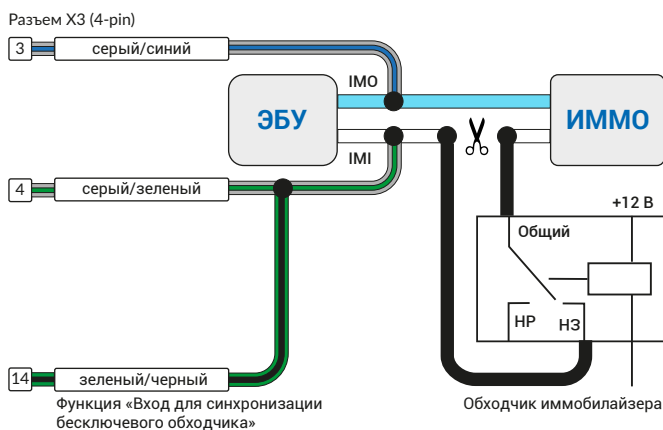 Разъем X3 (4-pin)
3
серый/синий
IMO
ЭБУ
ИММО
IMI
4
серый/зеленый
+12 В
Общий
НР
НЗ
14
зеленый/черный
Функция «Вход для синхронизации
бесключевого обходчика»
Обходчик иммобилайзера